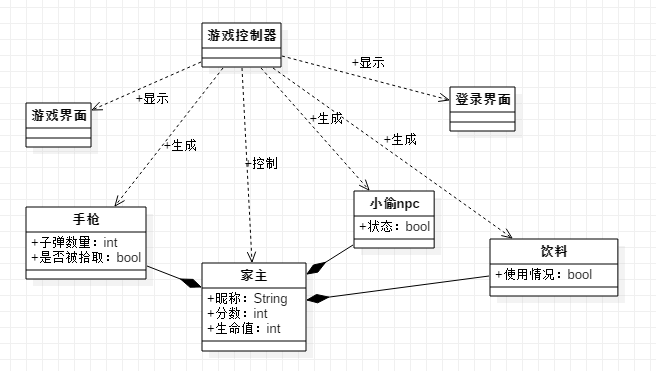 游戏控制器
+显示
+显示
游戏界面
登录界面
+生成
+生成
+生成
+控制
手枪
+子弹数量：int
+是否被拾取：bool
小偷npc
+状态：bool
饮料
+使用情况：bool
家主
+昵称：String
+分数：int
+生命值：int